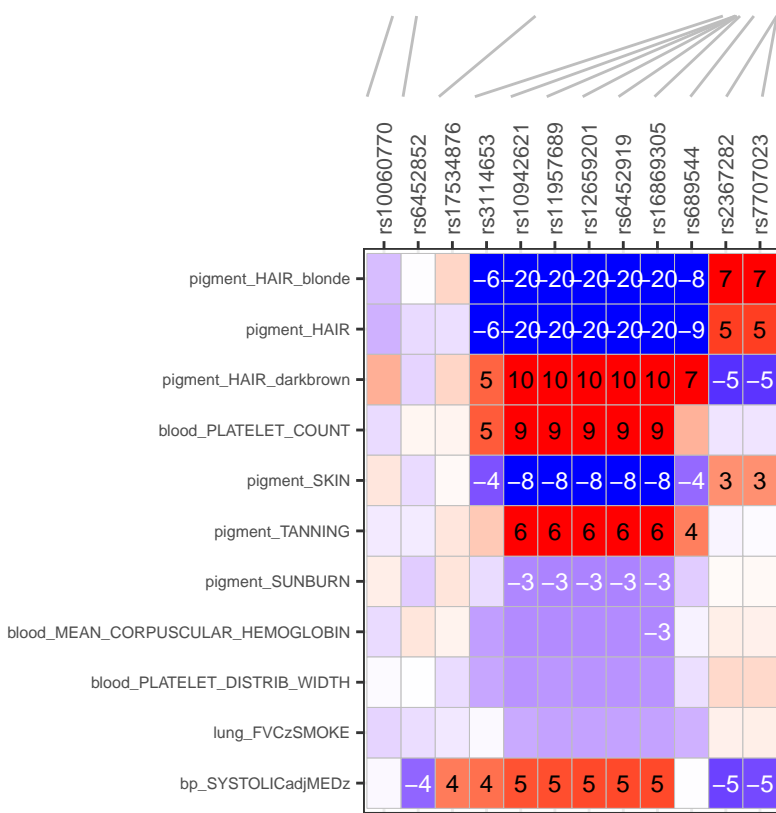 rs10060770 rs6452852 rs17534876 rs3114653 rs10942621 rs11957689 rs12659201 rs6452919 rs16869305 rs689544 rs2367282 rs7707023
pigment_HAIR_blonde −6 −20 −20 −20 −20 −20 −8 7 7
pigment_HAIR −6 −20 −20 −20 −20 −20 −9 5 5
pigment_HAIR_darkbrown 5 10 10 10 10 10 7 −5 −5
blood_PLATELET_COUNT 5 9 9 9 9 9
pigment_SKIN −4 −8 −8 −8 −8 −8 −4 3 3
pigment_TANNING 6 6 6 6 6 4
pigment_SUNBURN −3 −3 −3 −3 −3
blood_MEAN_CORPUSCULAR_HEMOGLOBIN −3
blood_PLATELET_DISTRIB_WIDTH
lung_FVCzSMOKE
bp_SYSTOLICadjMEDz −4 4 4 5 5 5 5 5 −5 −5